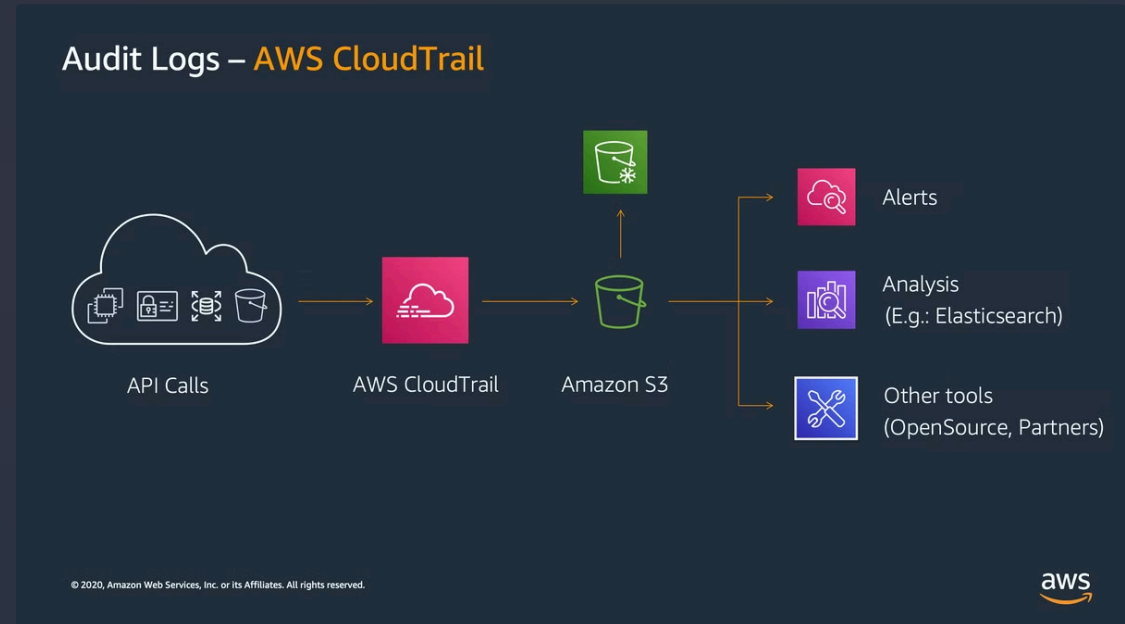 Audit Logs – AWS CloudTrail
API Calls
AWS CloudTrail
Amazon S3
Alerts
Analysis
(E.g.: Elasticsearch)
Other tools
(OpenSource, Partners)
© 2020, Amazon Web Services, Inc. or its Affiliates. All rights reserved.
aws